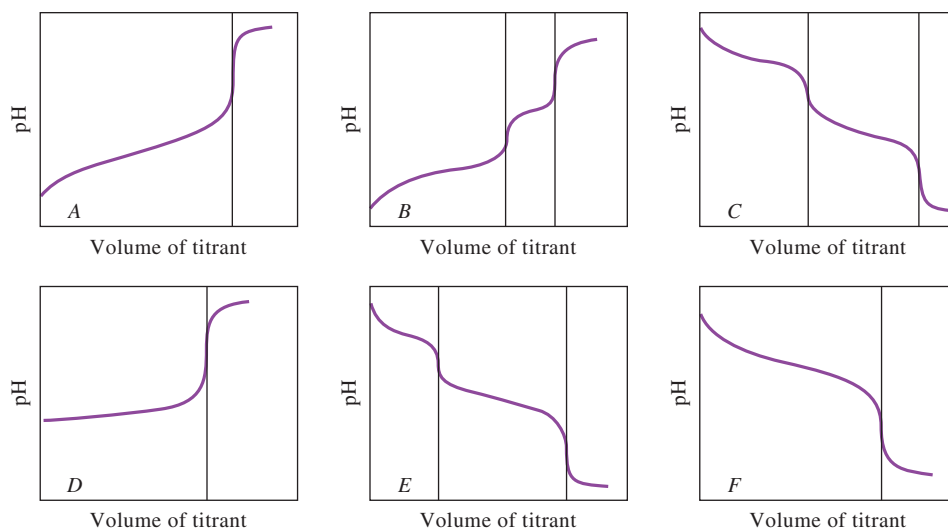 pH
A
Volume of titrant
pH
B
Volume of titrant
pH
C
Volume of titrant
pH
D
Volume of titrant
pH
E
Volume of titrant
pH
F
Volume of titrant